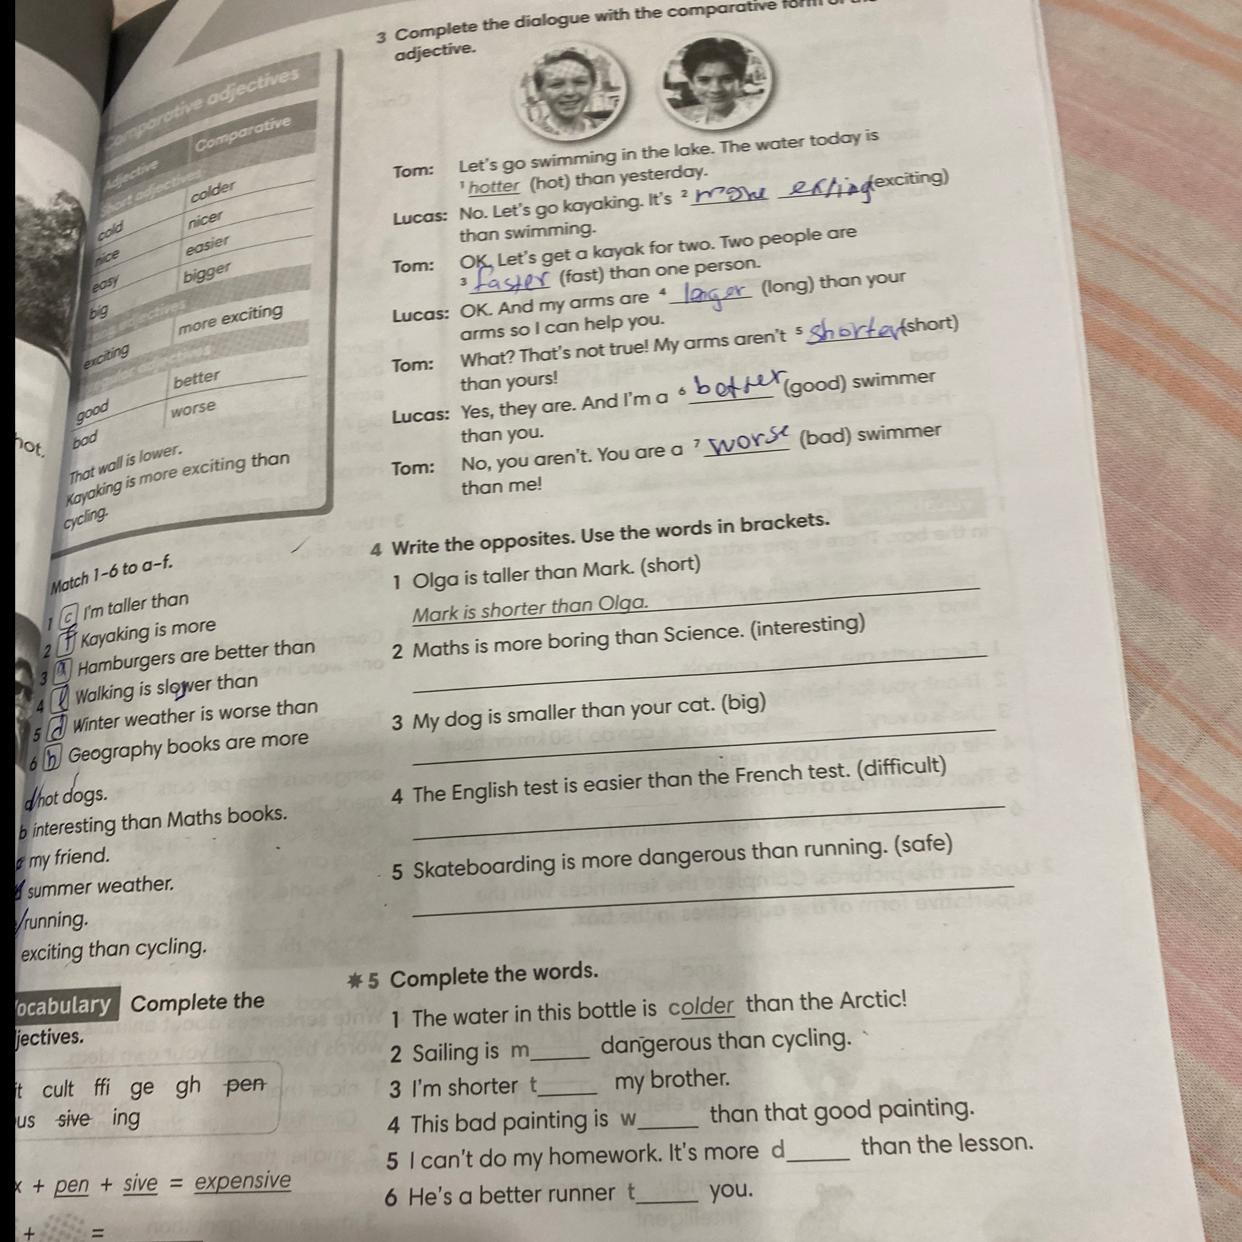 Comparative adjectives
Adjective Comparative
cold colder
nice nicer
easy easier
big bigger
exciting more exciting
good better
bad worse
That wall is lower.
Kayaking is more exciting than
cycling.
hot.
Match 1-6 to a-f.
1 c I'm taller than
2 f Kayaking is more
3 a Hamburgers are better than
4 Walking is slower than
5 d Winter weather is worse than
6 b Geography books are more
hot dogs.
b interesting than Maths books.
my friend.
d summer weather.
running.
exciting than cycling.
ocabulary Complete the
jectives.
it cult ffi ge gh pen
us sive ing
x + pen + sive = expensive
+ =
3 Complete the dialogue with the comparative form of the
adjective.
Tom: Let's go swimming in the lake. The water today is
1 hotter (hot) than yesterday.
Lucas: No. Let's go kayaking. It's 2 more exting (exciting)
than swimming.
Tom: OK. Let's get a kayak for two. Two people are
3 faster (fast) than one person.
Lucas: OK. And my arms are 4 longer (long) than your
arms so I can help you.
Tom: What? That's not true! My arms aren't 5 shorter (short)
than yours!
Lucas: Yes, they are. And I'm a 6 better (good) swimmer
than you.
Tom: No, you aren't. You are a 7 worse (bad) swimmer
than me!
4 Write the opposites. Use the words in brackets.
1 Olga is taller than Mark. (short)
Mark is shorter than Olga.
2 Maths is more boring than Science. (interesting)
3 My dog is smaller than your cat. (big)
4 The English test is easier than the French test. (difficult)
5 Skateboarding is more dangerous than running. (safe)
*5 Complete the words.
1 The water in this bottle is colder than the Arctic!
2 Sailing is m_____ dangerous than cycling.
3 I'm shorter t_____ my brother.
4 This bad painting is w_____ than that good painting.
5 I can't do my homework. It's more d_____ than the lesson.
6 He's a better runner t_____ you.